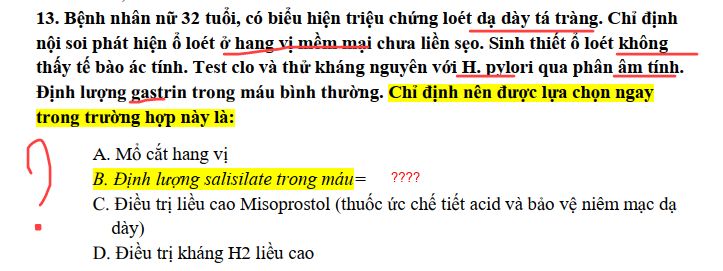 13. Bệnh nhân nữ 32 tuổi, có biểu hiện triệu chứng loét dạ dày tá tràng. Chỉ định
nội soi phát hiện ổ loét ở hang vị mềm mại chưa liền sẹo. Sinh thiết ổ loét không
thấy tế bào ác tính. Test clo và thử kháng nguyên với H. pylori qua phân âm tính.
Định lượng gastrin trong máu bình thường. Chỉ định nên được lựa chọn ngay
trong trường hợp này là:
A. Mổ cắt hang vị
B. Định lượng salisilate trong máu= ????
C. Điều trị liều cao Misoprostol (thuốc ức chế tiết acid và bảo vệ niêm mạc dạ
dày)
D. Điều trị kháng H2 liều cao